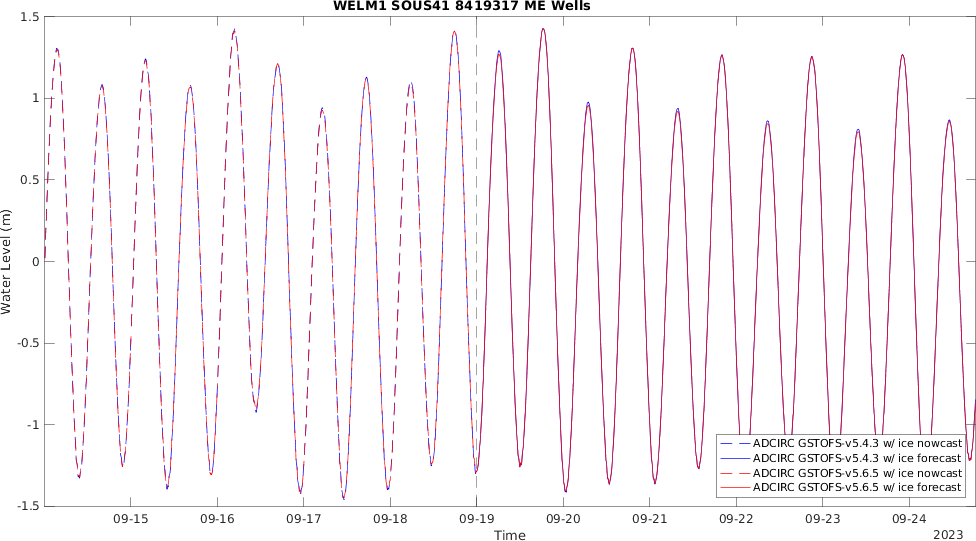 WELM1 SOUS41 8419317 ME Wells
1.5
1
0.5
0
-0.5
-1
-1.5
Water Level (m)
09-15 09-16 09-17 09-18 09-19 09-20 09-21 09-22 09-23 09-24
Time
2023
ADCIRC GSTOFS-v5.4.3 w/ ice nowcast
ADCIRC GSTOFS-v5.4.3 w/ ice forecast
ADCIRC GSTOFS-v5.6.5 w/ ice nowcast
ADCIRC GSTOFS-v5.6.5 w/ ice forecast